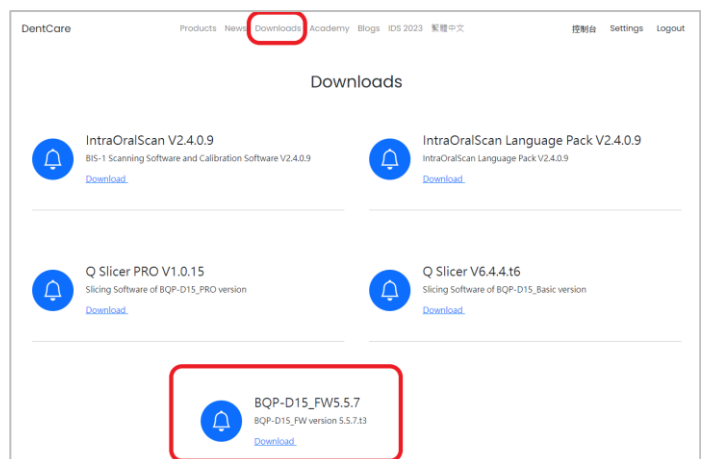 DentCare Products News Downloads Academy Blogs IDS 2023 繁體中文 控制台 Settings Logout
Downloads
IntraOralScan V2.4.0.9
BIS-1 Scanning Software and Calibration Software V2.4.0.9
Download
IntraOralScan Language Pack V2.4.0.9
IntraOralScan Language Pack V2.4.0.9
Download
Q Slicer PRO V1.0.15
Slicing Software of BQP-D15_PRO version
Download
Q Slicer V6.4.4.t6
Slicing Software of BQP-D15_Basic version
Download
BQP-D15_FW5.5.7
BQP-D15_FW version 5.5.7.t3
Download